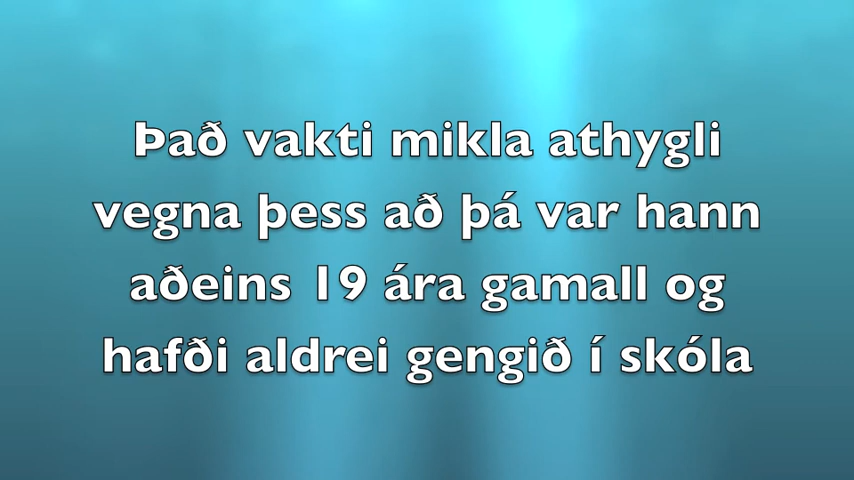 Það vakti mikla athygli
vegna þess að þá var hann
aðeins 19 ára gamall og
hafði aldrei gengið í skóla